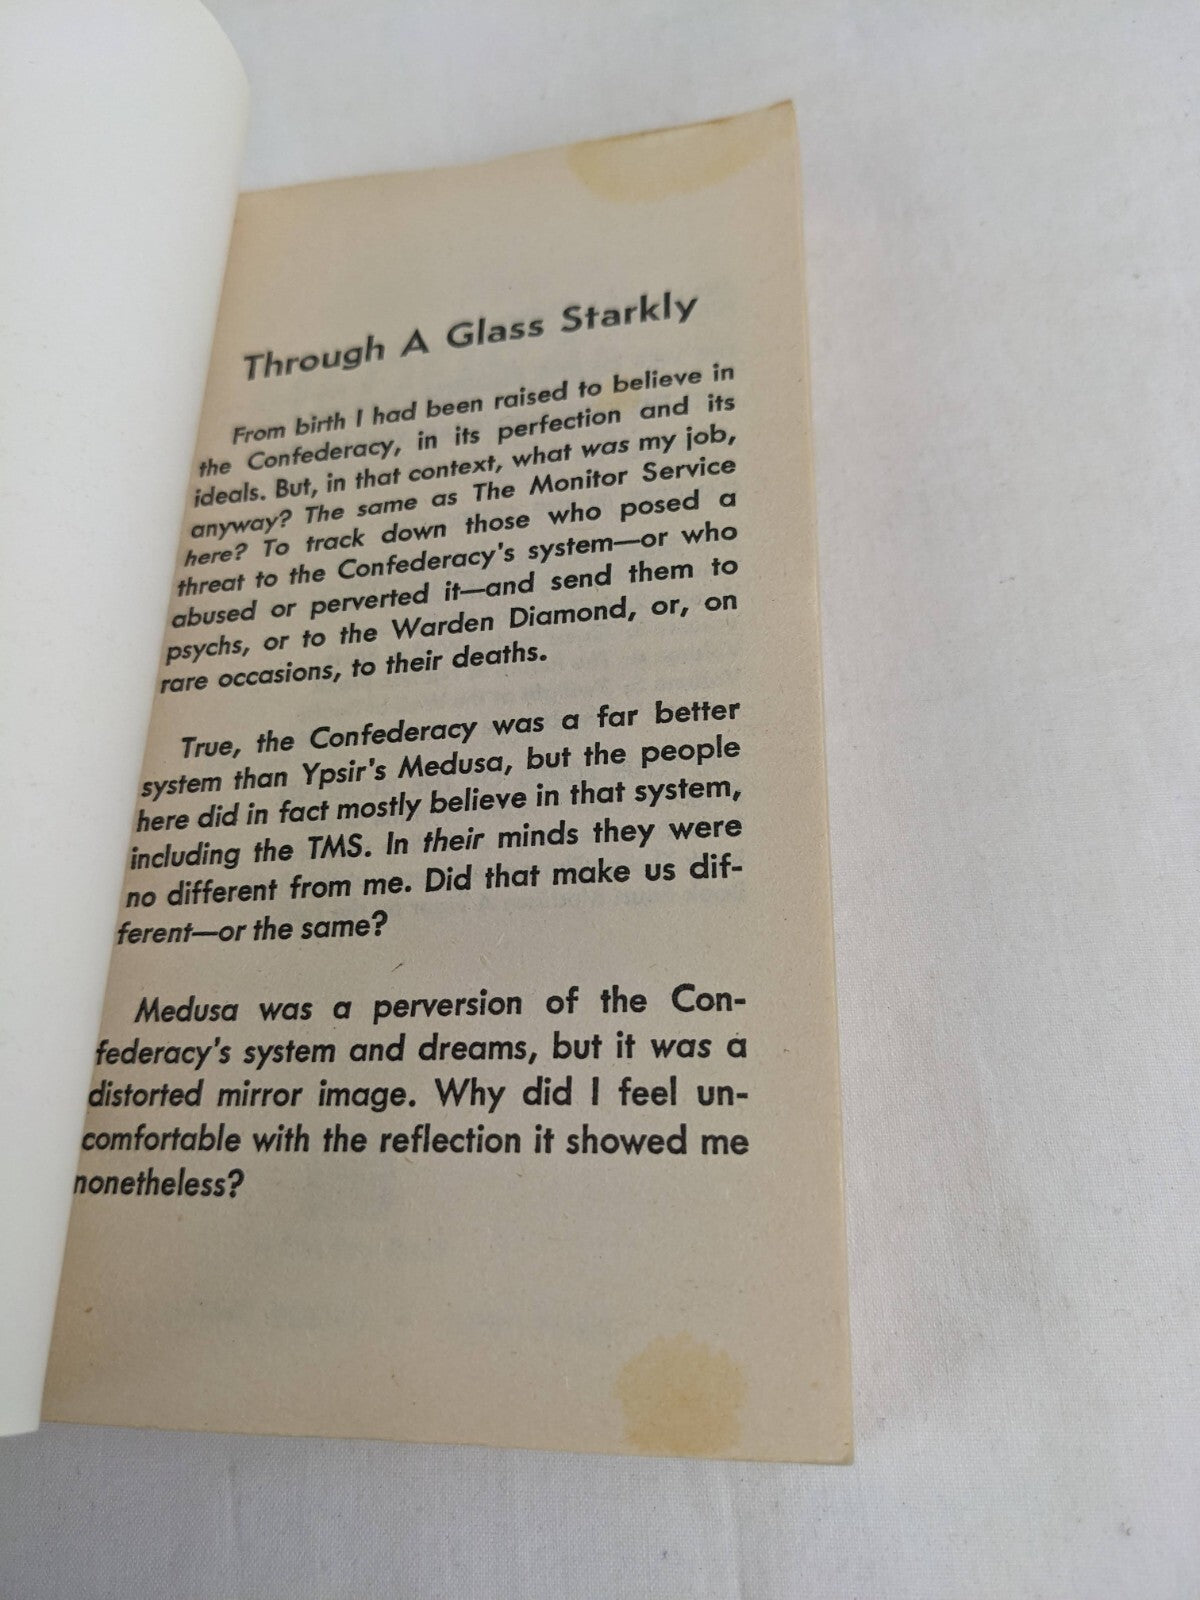 Through A Glass Starkly
From birth I had been raised to believe in
the Confederacy, in its perfection and its
ideals. But, in that context, what was my job,
anyway? The same as The Monitor Service
here? To track down those who posed a
threat to the Confederacy's system—or who
abused or perverted it—and send them to
psychs, or to the Warden Diamond, or, on
rare occasions, to their deaths.
True, the Confederacy was a far better
system than Ypsir's Medusa, but the people
here did in fact mostly believe in that system,
including the TMS. In their minds they were
no different from me. Did that make us dif-
ferent—or the same?
Medusa was a perversion of the Con-
federacy's system and dreams, but it was a
distorted mirror image. Why did I feel un-
comfortable with the reflection it showed me
nonetheless?